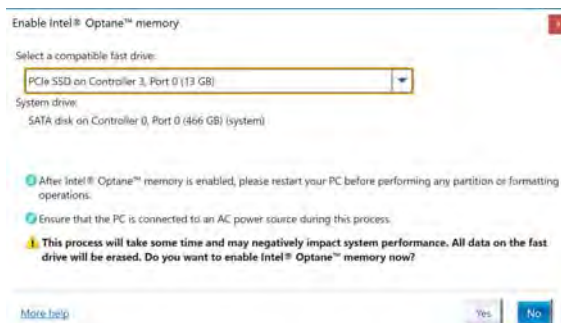 Enable Intel® Optane™ memory
Select a compatible fast drive:
PCIe SSD on Controller 3, Port 0 (13 GB)
System drive:
SATA disk on Controller 0, Port 0 (466 GB) (system)
After Intel® Optane™ memory is enabled, please restart your PC before performing any partition or formatting
operations.
Ensure that the PC is connected to an AC power source during this process.
This process will take some time and may negatively impact system performance. All data on the fast
drive will be erased. Do you want to enable Intel® Optane™ memory now?
More help
Yes
No